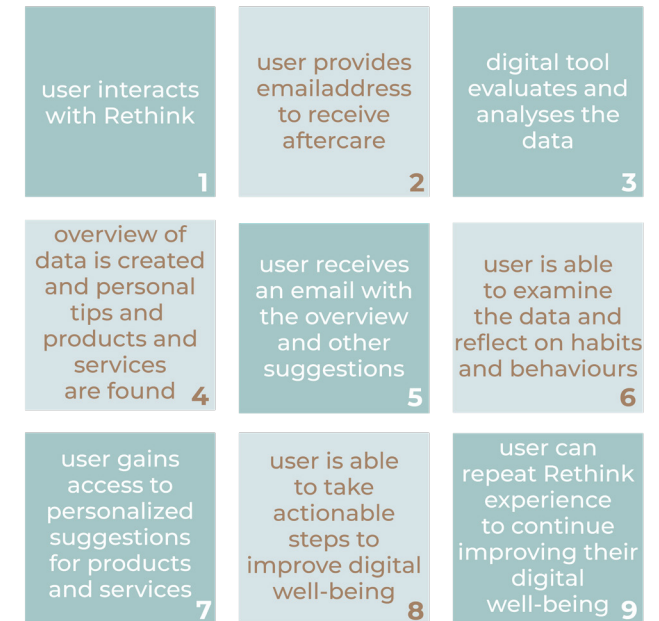 user interacts
with Rethink
1
user provides
emailaddress
to receive
aftercare
2
digital tool
evaluates and
analyses the
data
3
overview of
data is created
and personal
tips and
products and
services
are found
4
user receives
an email with
the overview
and other
suggestions
5
user is able
to examine
the data and
reflect on habits
and behaviours
6
user gains
access to
personalized
suggestions
for products
and services
7
user is able
to take
actionable
steps to
improve digital
well-being
8
user can
repeat Rethink
experience
to continue
improving their
digital
well-being
9